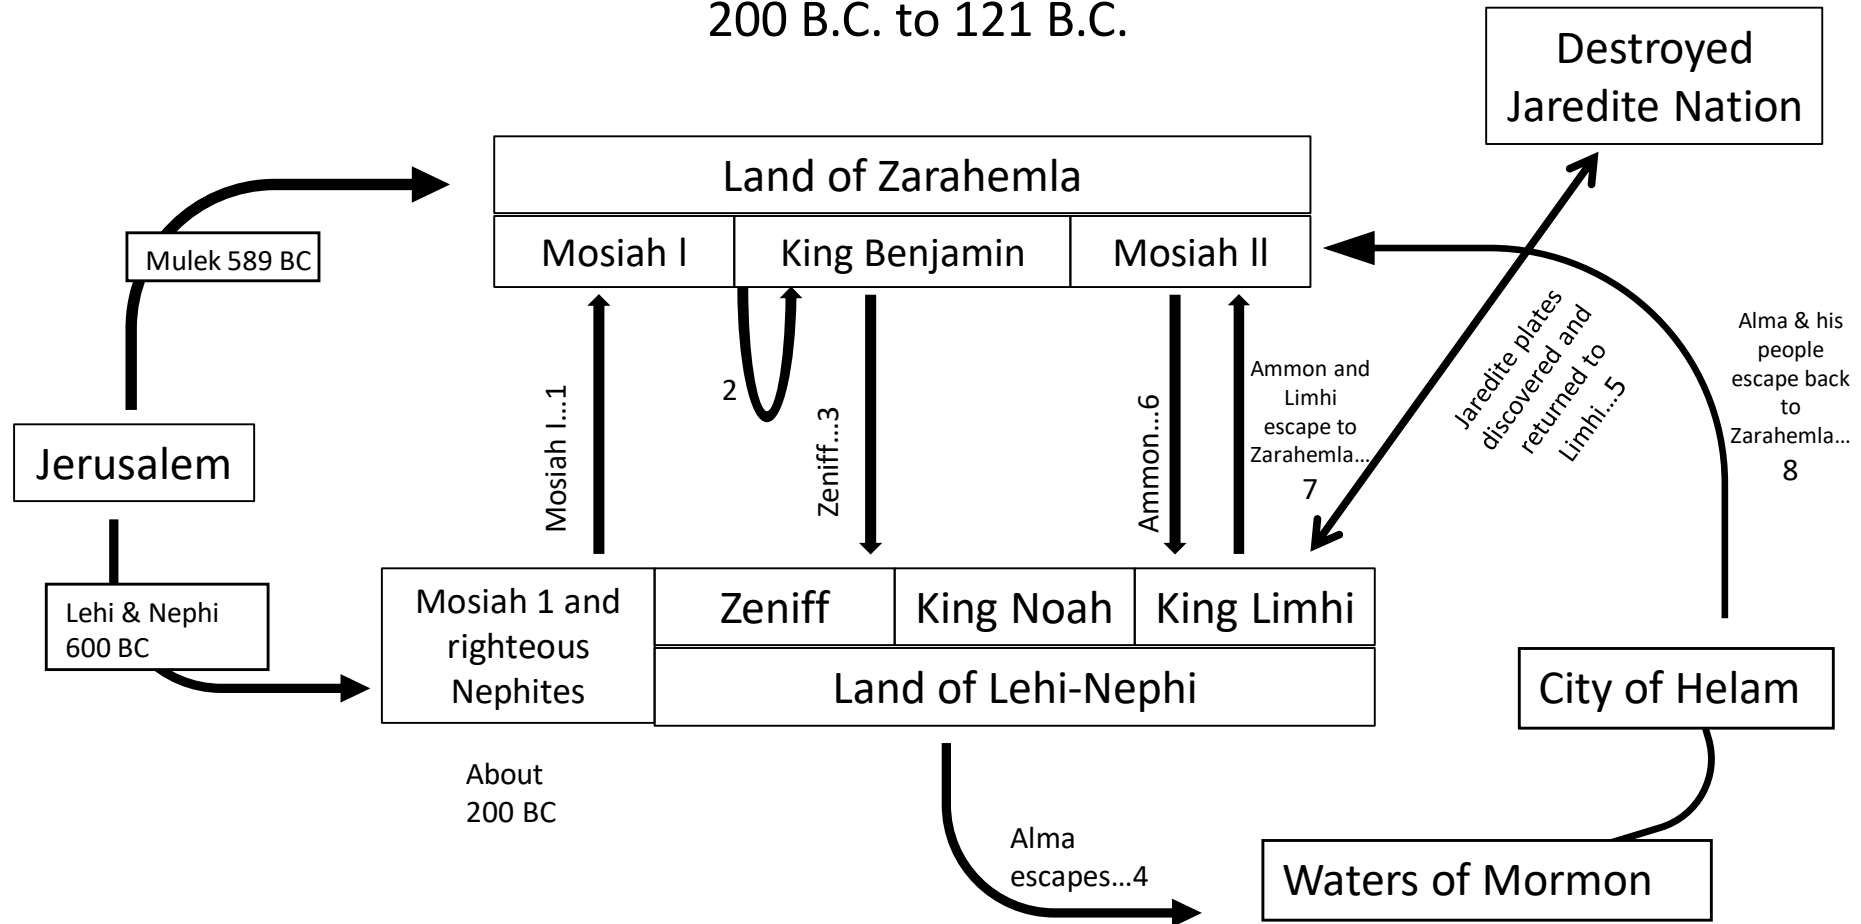 200 B.C. to 121 B.C.
Destroyed
Jaredite Nation
Land of Zarahemla
Mosiah l
King Benjamin
Mosiah ll
Mulek 589 BC
Jerusalem
Lehi & Nephi
600 BC
Mosiah l...1
2
Zeniff...3
Ammon...6
Ammon and
Limhi
escape to
Zarahemla...
7
Jaredite plates
discovered and
returned to
Limhi...5
Alma & his
people
escape back
to
Zarahemla...
8
Mosiah 1 and
righteous
Nephites
Zeniff
King Noah
King Limhi
Land of Lehi-Nephi
City of Helam
About
200 BC
Alma
escapes...4
Waters of Mormon